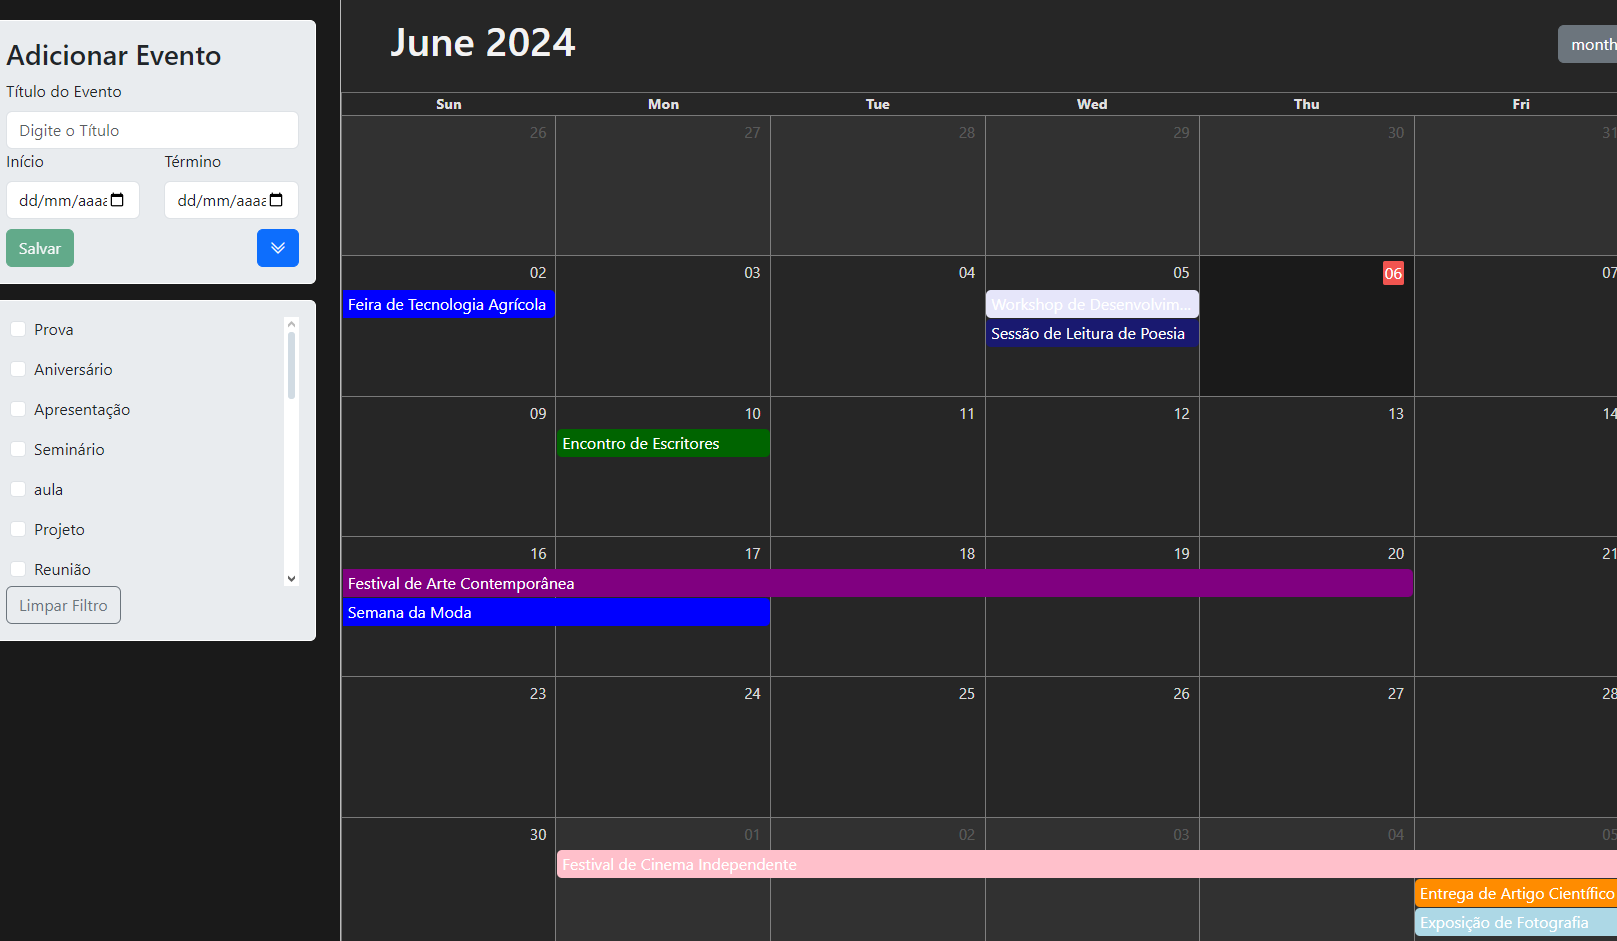 Adicionar Evento
Título do Evento
Digite o Título
Início Término
dd/mm/aaaa dd/mm/aaaa
Salvar
Prova
Aniversário
Apresentação
Seminário
aula
Projeto
Reunião
Limpar Filtro
June 2024
month
Sun Mon Tue Wed Thu Fri
26 27 28 29 30 31
02 03 04 05 06 07
Feira de Tecnologia Agrícola
Workshop de Desenvolvim...
Sessão de Leitura de Poesia
09 10 11 12 13 14
Encontro de Escritores
16 17 18 19 20 21
Festival de Arte Contemporânea
Semana da Moda
23 24 25 26 27 28
30 01 02 03 04 05
Festival de Cinema Independente
Entrega de Artigo Científico
Exposição de Fotografia